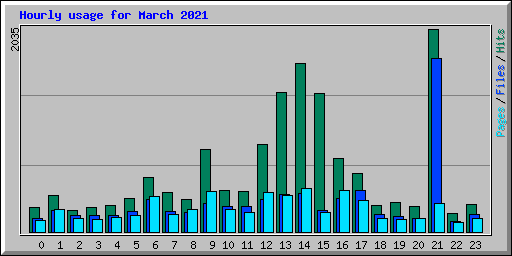 Hourly usage for March 2021
2035
Pages/Files/Hits
0 1 2 3 4 5 6 7 8 9 10 11 12 13 14 15 16 17 18 19 20 21 22 23